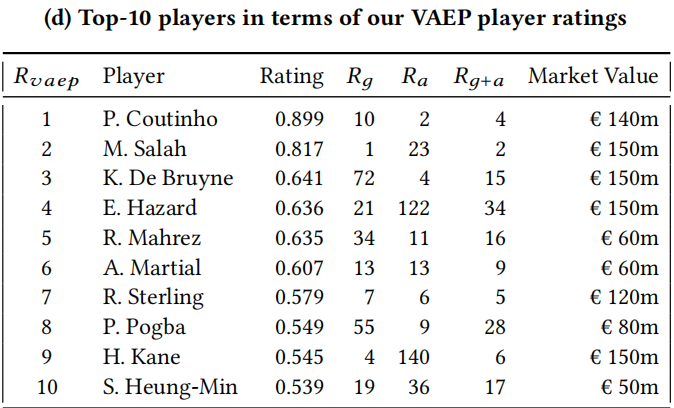 (d) Top-10 players in terms of our VAEP player ratings
Rvaep Player Rating Rg Ra Rg+a Market Value
1 P. Coutinho 0.899 10 2 4 € 140m
2 M. Salah 0.817 1 23 2 € 150m
3 K. De Bruyne 0.641 72 4 15 € 150m
4 E. Hazard 0.636 21 122 34 € 150m
5 R. Mahrez 0.635 34 11 16 € 60m
6 A. Martial 0.607 13 13 9 € 60m
7 R. Sterling 0.579 7 6 5 € 120m
8 P. Pogba 0.549 55 9 28 € 80m
9 H. Kane 0.545 4 140 6 € 150m
10 S. Heung-Min 0.539 19 36 17 € 50m